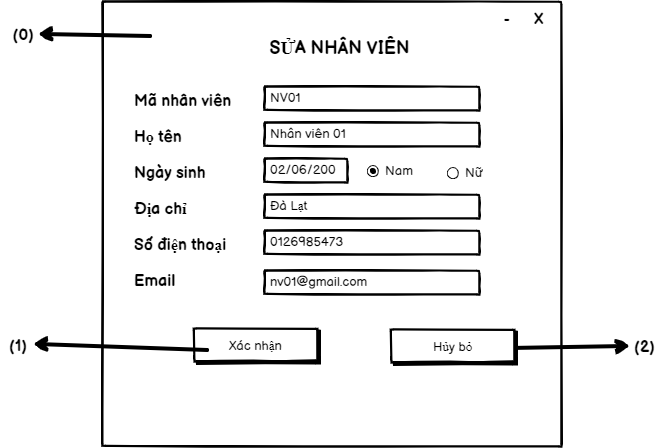 - X
(0)
SỬA NHÂN VIÊN
Mã nhân viên NV01
Họ tên Nhân viên 01
Ngày sinh 02/06/200 Nam Nữ
Địa chỉ Đà Lạt
Số điện thoại 0126985473
Email nv01@gmail.com
(1) Xác nhận Hủy bỏ (2)